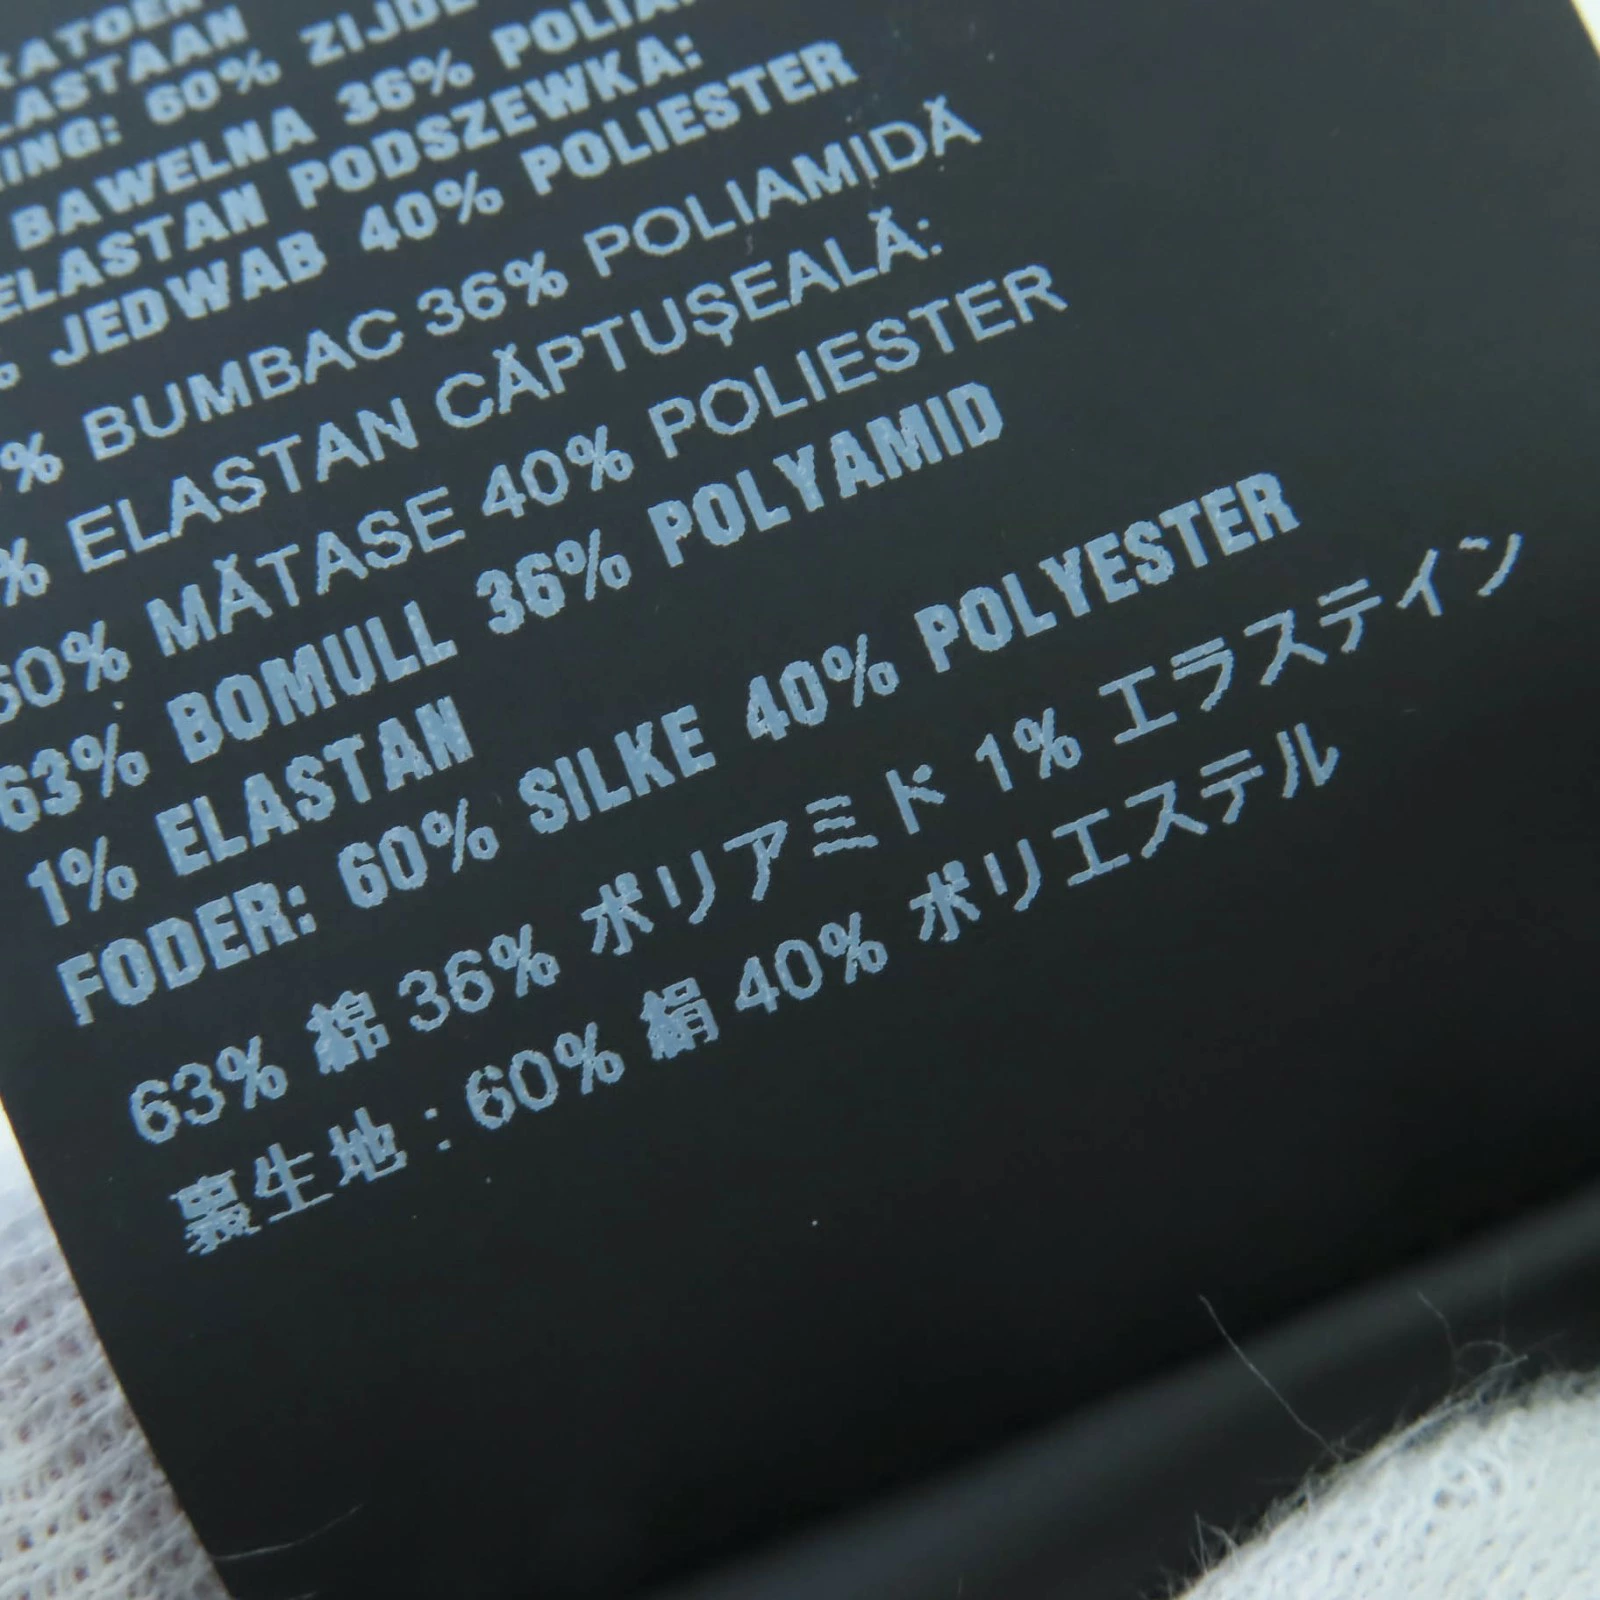 KATOEN
LASTAAN
ING: 60% ZIJDE
BAWELNA 36% POLIA
ELASTAN PODSZEWKA:
% JEDWAB 40% POLIESTER
% BUMBAC 36% POLIAMIDĂ
% ELASTAN CĂPTUŞEALĂ:
60% MĂTASE 40% POLIESTER
63% BOMULL 36% POLYAMID
1% ELASTAN
FODER: 60% SILKE 40% POLYESTER
63% 綿 36% ポリアミド 1% エラスティン
裏生地 : 60% 絹 40% ポリエステル